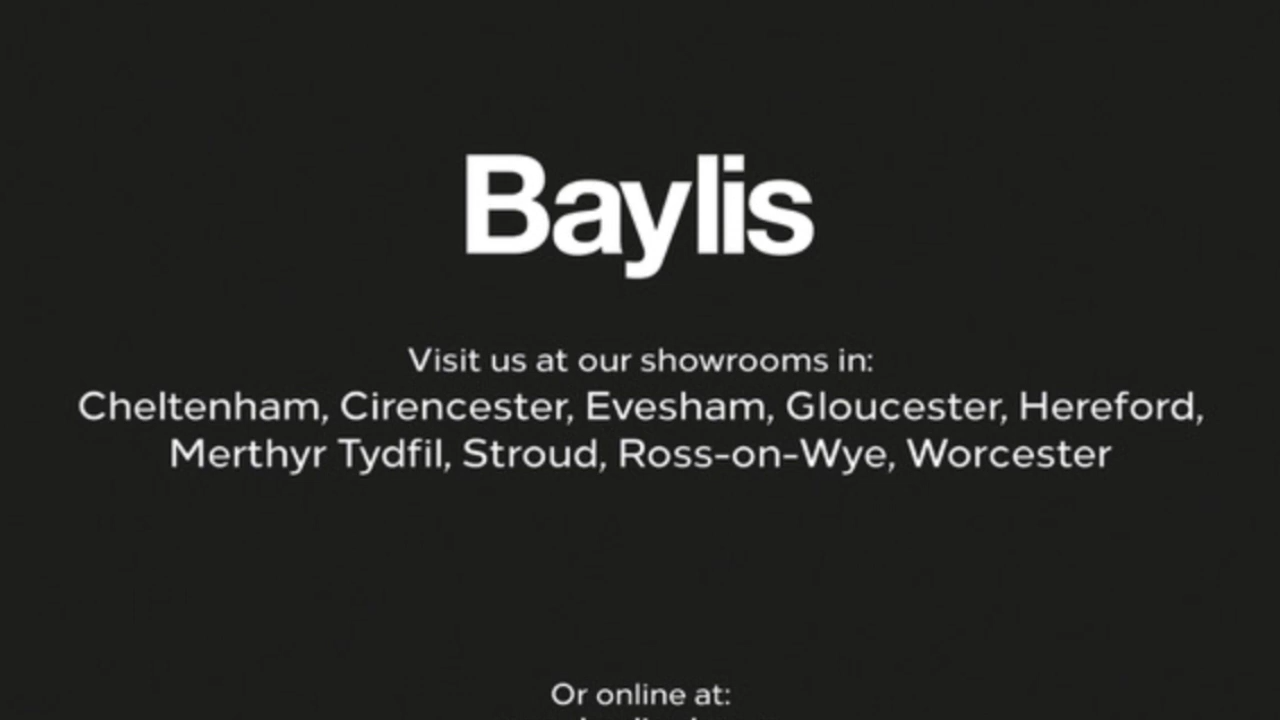 Baylis
Visit us at our showrooms in:
Cheltenham, Cirencester, Evesham, Gloucester, Hereford,
Merthyr Tydfil, Stroud, Ross-on-Wye, Worcester
Or online at: